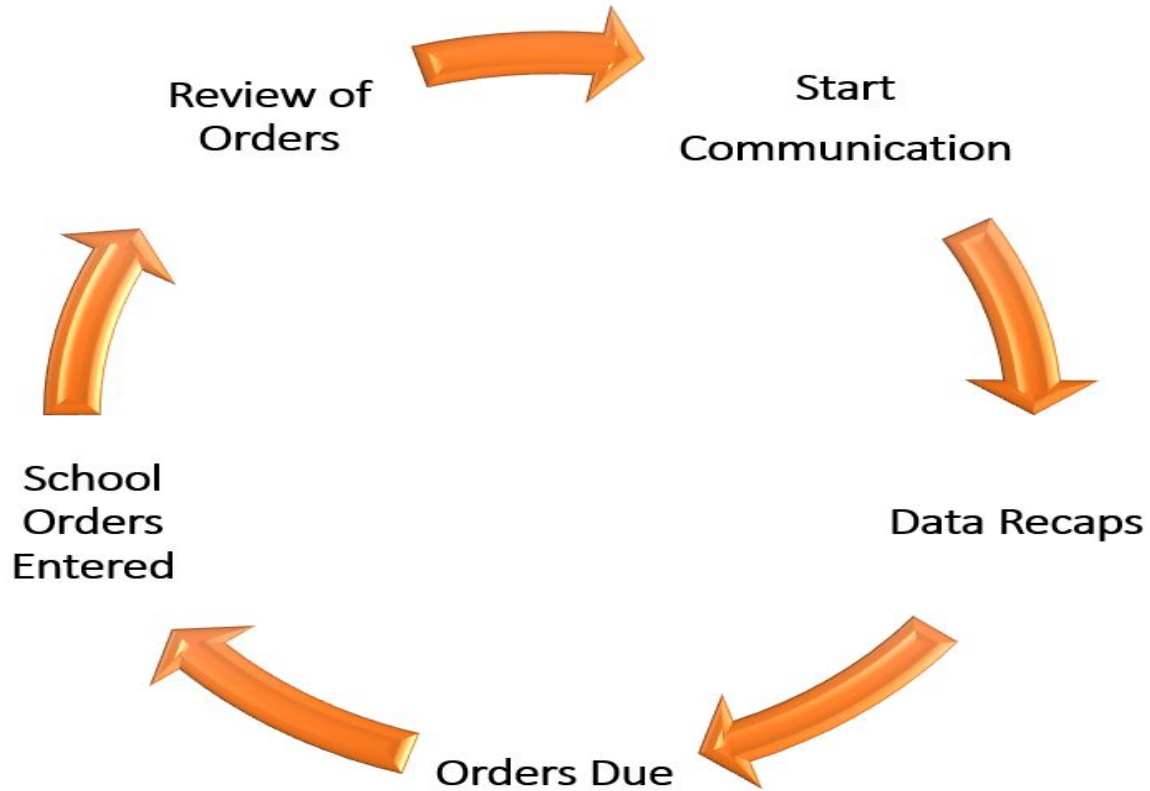 Review of
Orders
Start
Communication
Data Recaps
Orders Due
School
Orders
Entered